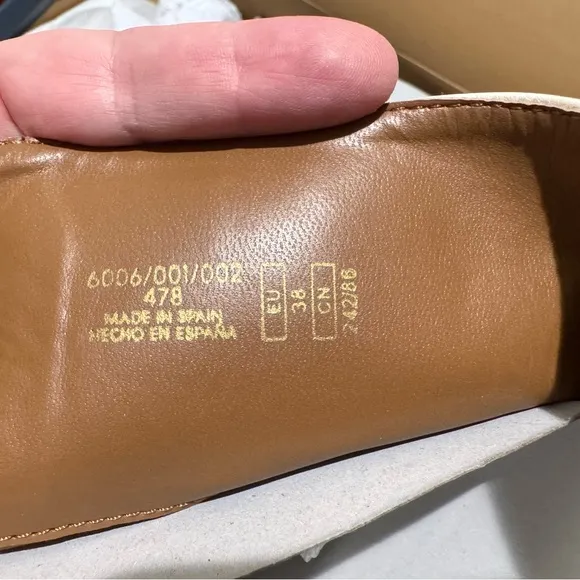 6006/001/002
478
MADE IN SPAIN
HECHO EN ESPAÑA
EU
38
CN
242/86